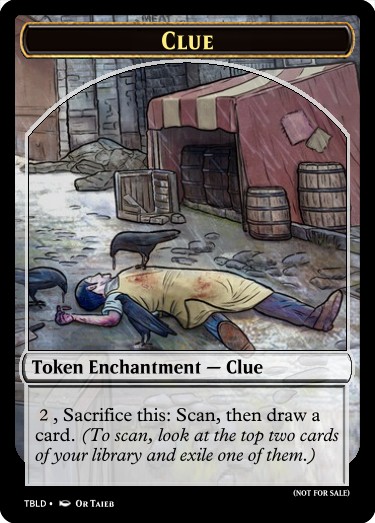 MEAT
CLUE
Token Enchantment — Clue
2 , Sacrifice this: Scan, then draw a
card. (To scan, look at the top two cards
of your library and exile one of them.)
(NOT FOR SALE)
TBLD • OR TAIEB